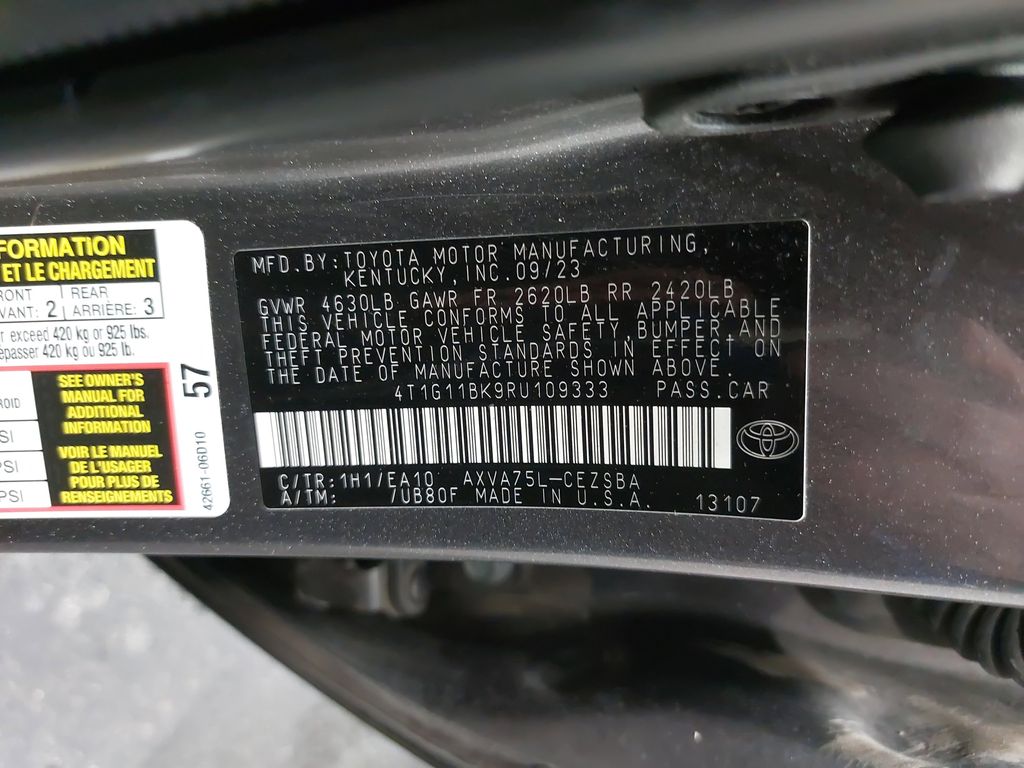 FORMATION
ET LE CHARGEMENT
FRONT
VANT: 2
REAR
ARRIÈRE: 3
r exceed 420 kg or 925 lbs.
épasser 420 kg ou 925 lb.
57
ROID
SI
PSI
PSI
SEE OWNER'S
MANUAL FOR
ADDITIONAL
INFORMATION
VOIR LE MANUEL
DE L'USAGER
POUR PLUS DE
RENSEIGNEMENTS
42661-06D10
MFD.BY:TOYOTA MOTOR MANUFACTURING,
KENTUCKY, INC.09/23
GVWR 4630LB GAWR FR 2620LB RR 2420LB
THIS VEHICLE CONFORMS TO ALL APPLICABLE
FEDERAL MOTOR VEHICLE SAFETY,BUMPER,AND
THEFT PREVENTION STANDARDS IN EFFECT ON
THE DATE OF MANUFACTURE SHOWN ABOVE.
4T1G11BK9RU109333 PASS.CAR
C/TR:1H1/EA10 AXVA75L-CEZSBA
A/TM: /UB80F MADE IN U.S.A. 13107